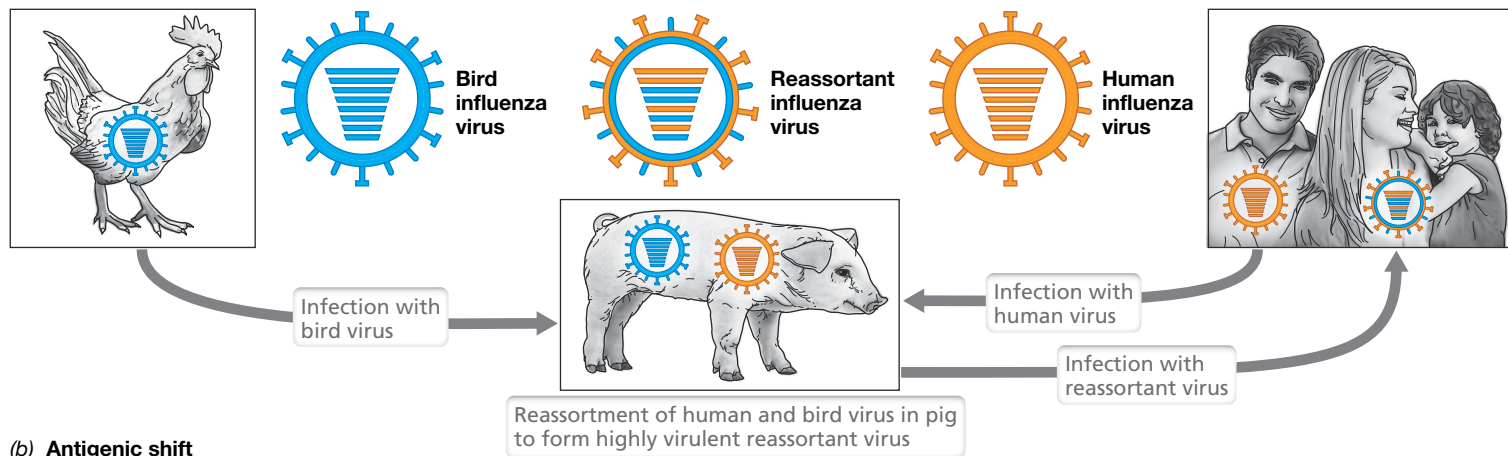 Bird
influenza
virus
Reassortant
influenza
virus
Human
influenza
virus
Infection with
bird virus
Infection with
human virus
Infection with
reassortant virus
Reassortment of human and bird virus in pig
to form highly virulent reassortant virus
(b) Antigenic shift